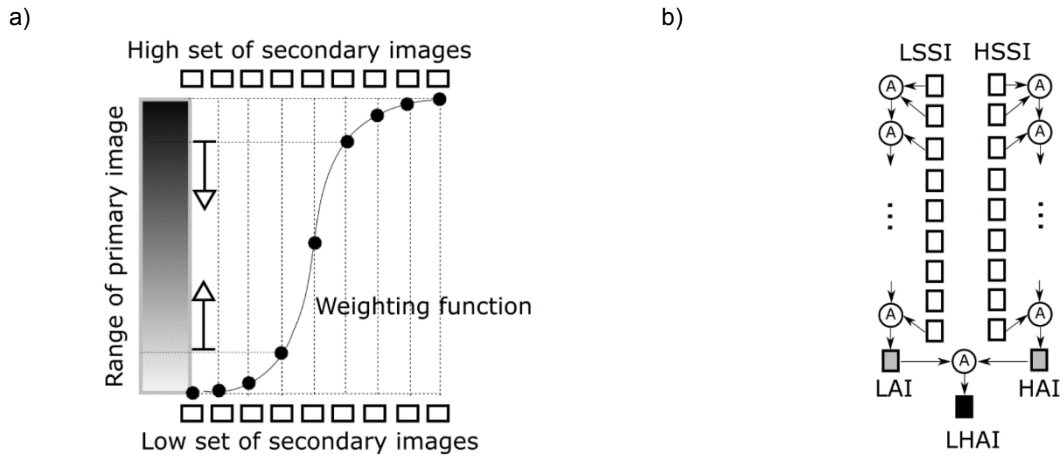 a)
High set of secondary images
Range of primary image
Weighting function
Low set of secondary images
b)
LSSI HSSI
A A
A A
...
...
A A
A
LAI HAI
LHAI